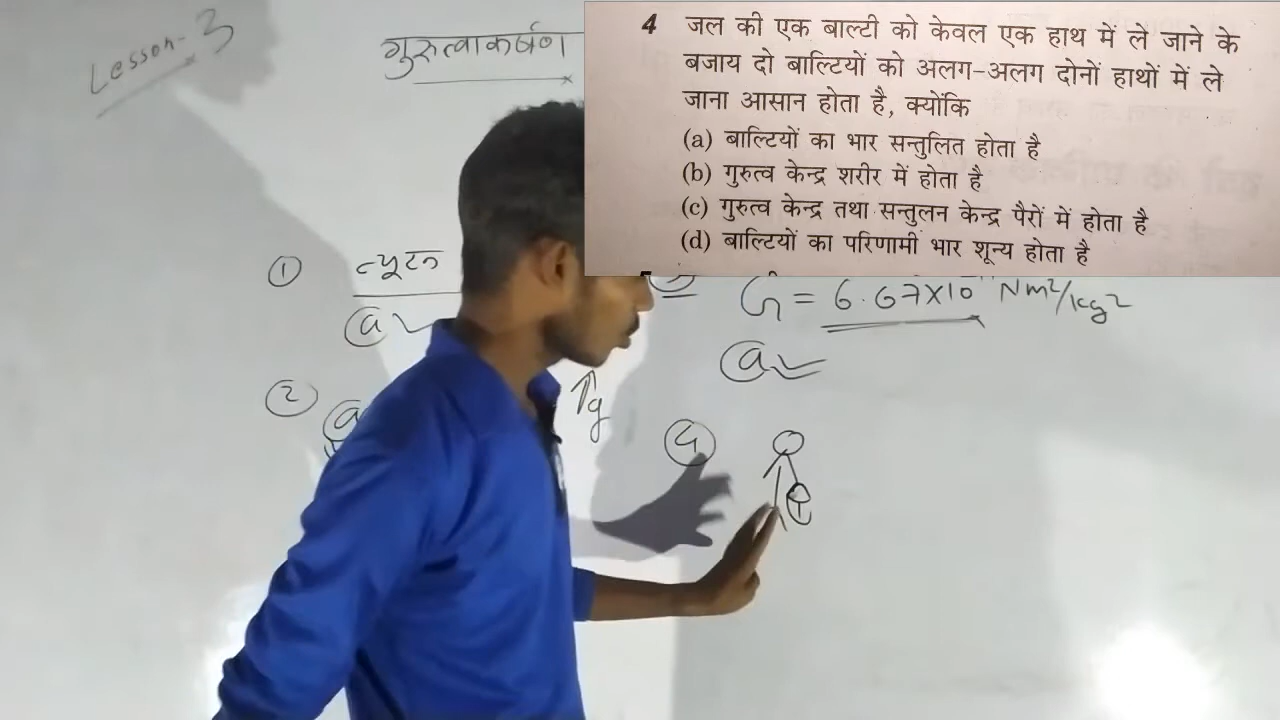 Lesson-3
गुरुत्वाकर्षण
4 जल की एक बाल्टी को केवल एक हाथ में ले जाने के
बजाय दो बाल्टियों को अलग-अलग दोनों हाथों में ले
जाना आसान होता है, क्योंकि
(a) बाल्टियों का भार सन्तुलित होता है
(b) गुरुत्व केन्द्र शरीर में होता है
(c) गुरुत्व केन्द्र तथा सन्तुलन केन्द्र पैरों में होता है
(d) बाल्टियों का परिणामी भार शून्य होता है
① न्यूटन
ⓐ
G = 6.67×10 Nm²/kg²
ⓐ
② ⓐ
g
④